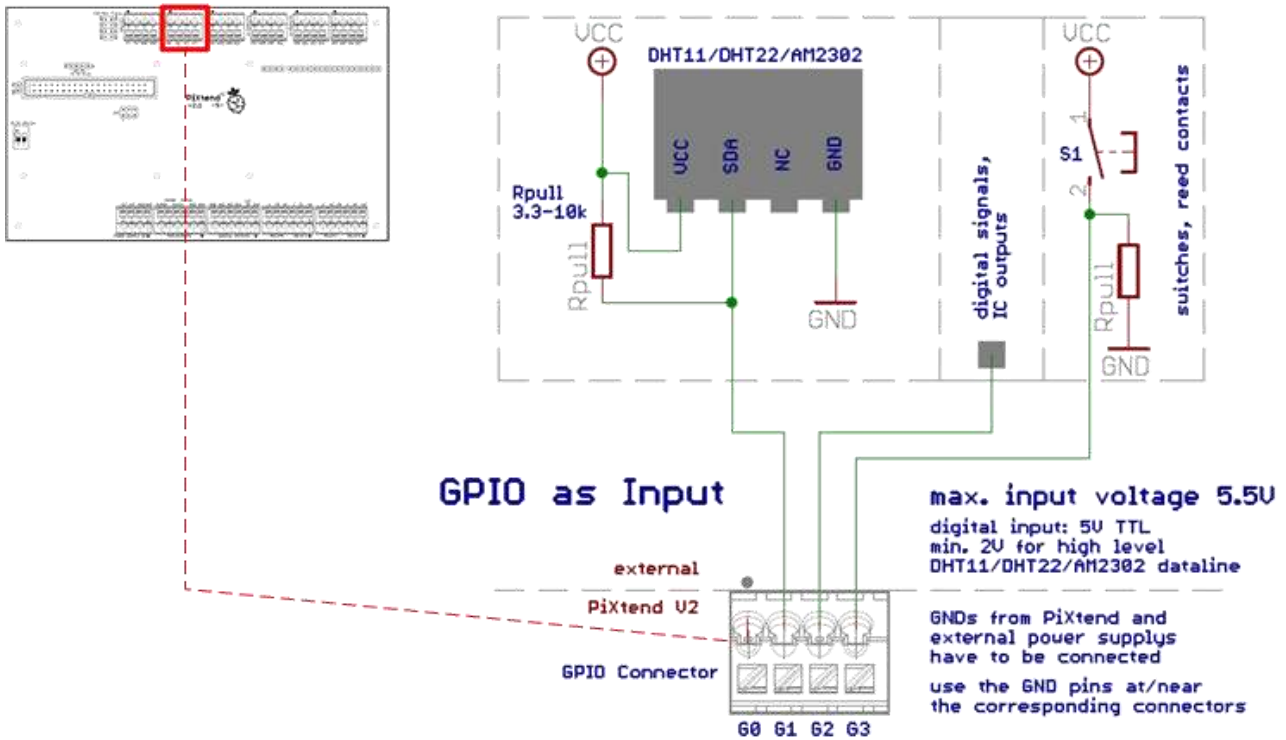 PiXtend
VCC
DHT11/DHT22/AM2302
VCC
SDA
NC
GND
Rpull
3.3-10k
Rpull
GND
digital signals,
IC outputs
VCC
1
S1
2
Rpull
GND
switches, reed contacts
GPIO as Input
max. input voltage 5.5V
digital input: 5V TTL
min. 2V for high level
DHT11/DHT22/AM2302 dataline
external
PiXtend V2
GPIO Connector
GNDs from PiXtend and
external power supplys
have to be connected
use the GND pins at/near
the corresponding connectors
G0 G1 G2 G3